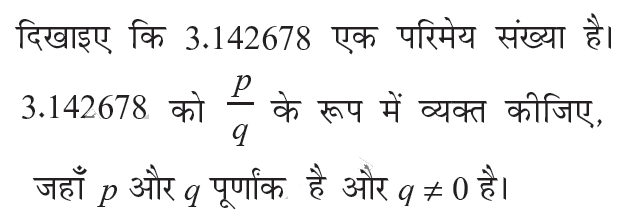 दिखाइए कि 3.142678 एक परिमेय संख्या है।
3.142678 को p/q के रूप में व्यक्त कीजिए,
जहाँ p और q पूर्णांक है और q ≠ 0 है।